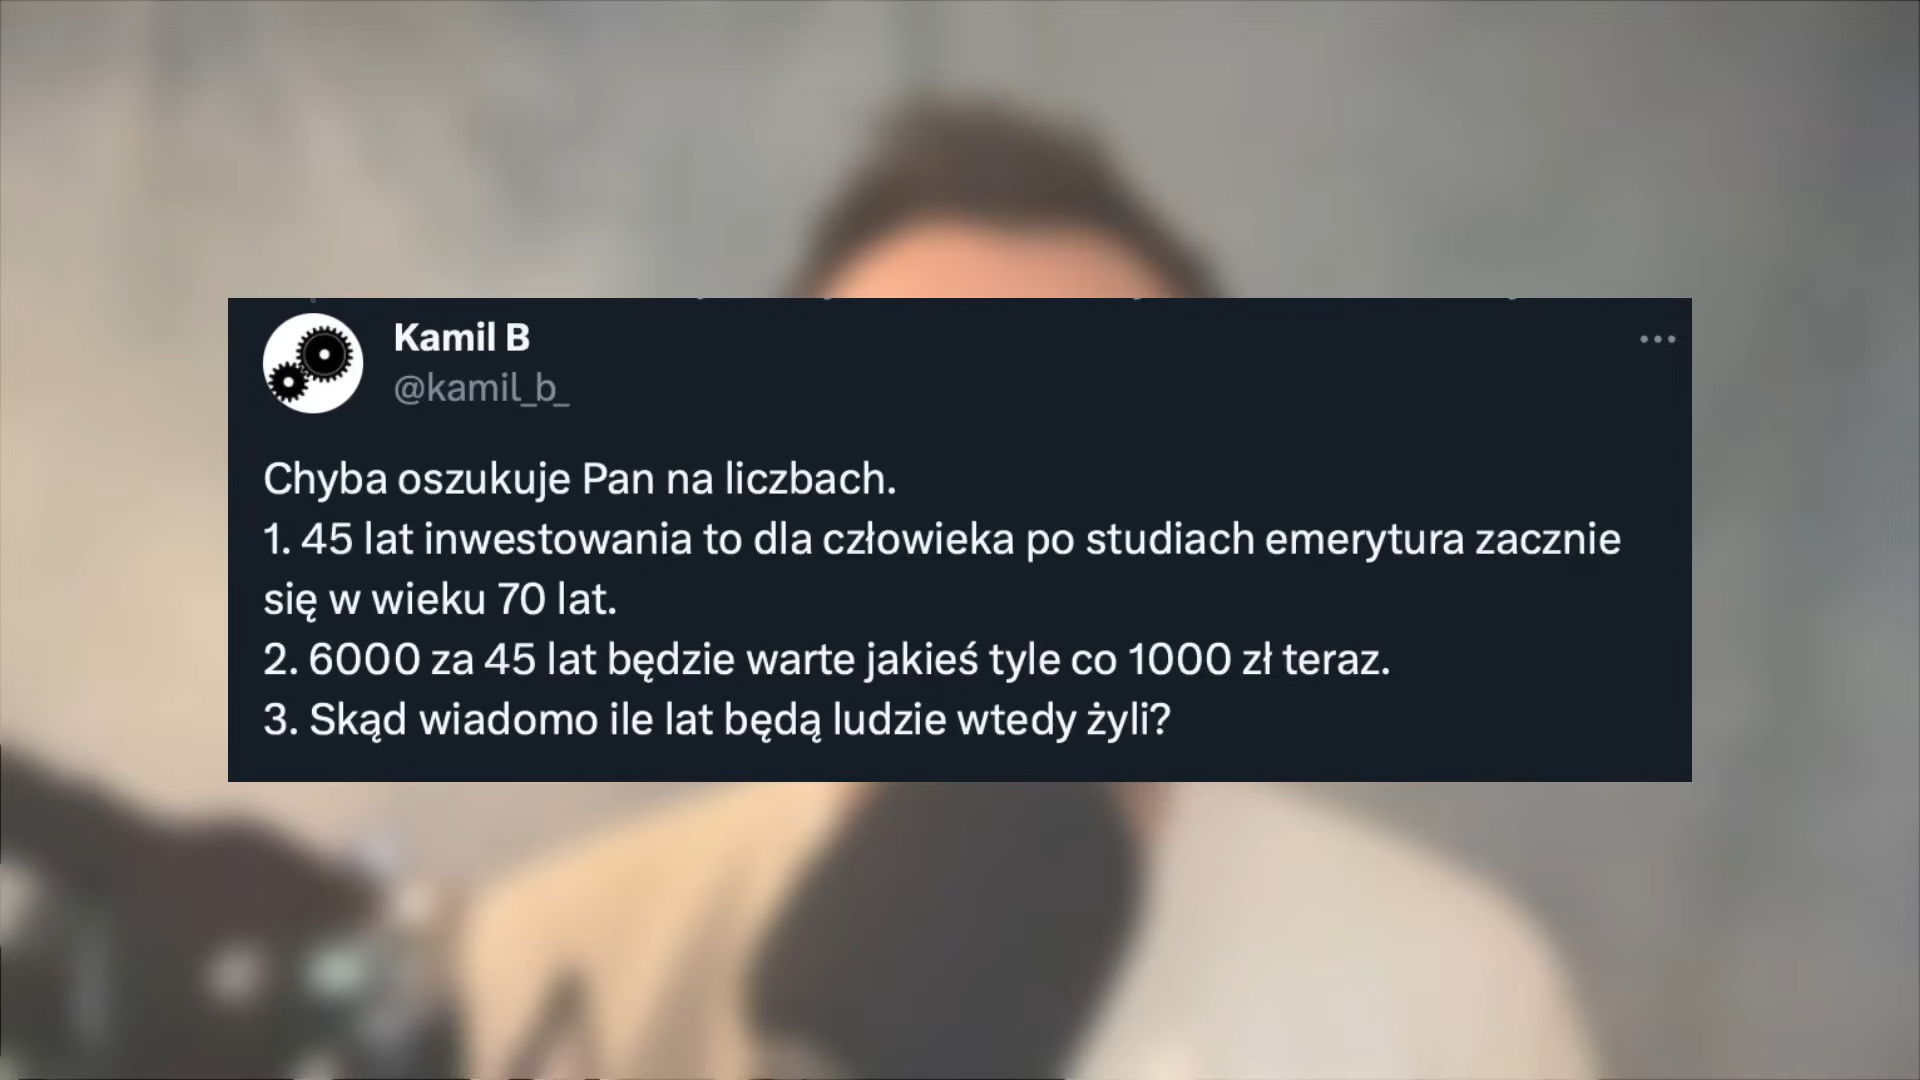 Kamil B
@kamil_b_
Chyba oszukuje Pan na liczbach.
1. 45 lat inwestowania to dla człowieka po studiach emerytura zacznie
się w wieku 70 lat.
2. 6000 za 45 lat będzie warte jakieś tyle co 1000 zł teraz.
3. Skąd wiadomo ile lat będą ludzie wtedy żyli?